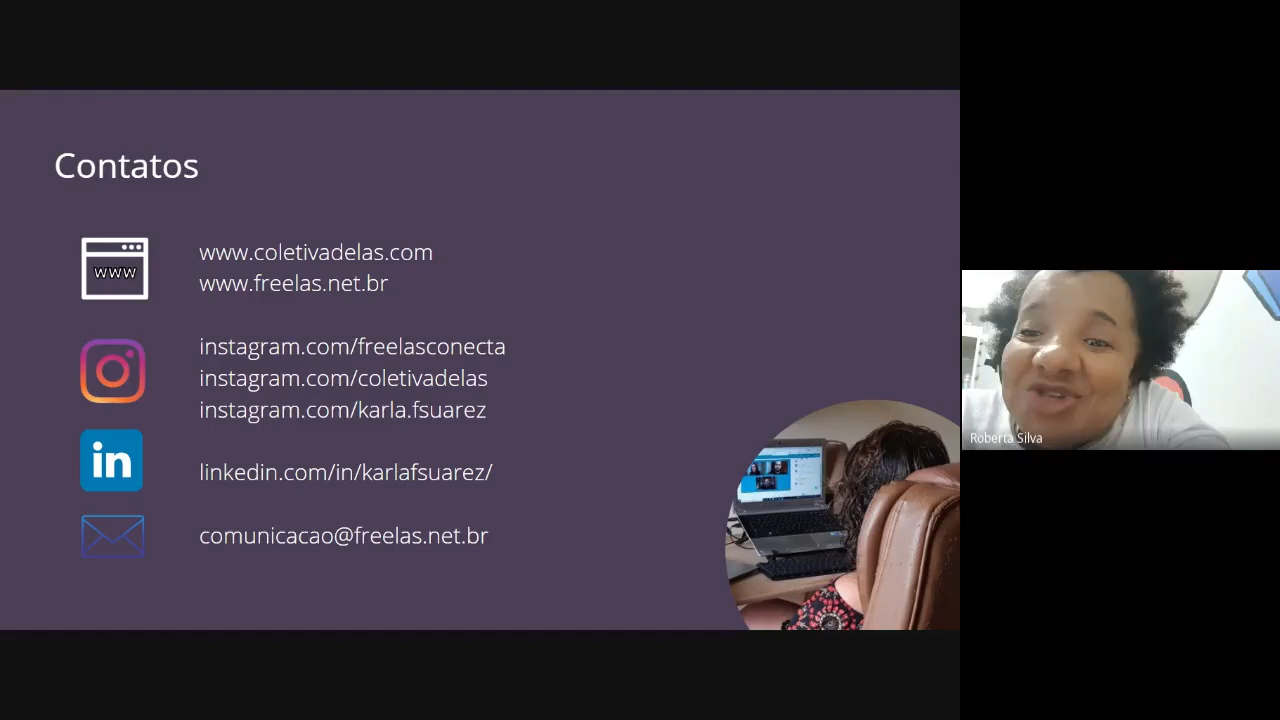 Contatos
www
www.coletivadelas.com
www.freelas.net.br
instagram.com/freelasconecta
instagram.com/coletivadelas
instagram.com/karla.fsuarez
in
linkedin.com/in/karlafsuarez/
comunicacao@freelas.net.br
Roberta Silva